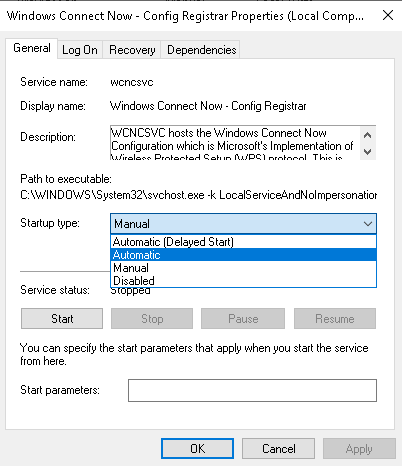 Windows Connect Now - Config Registrar Properties (Local Comp...
General Log On Recovery Dependencies
Service name: wcncsvc
Display name: Windows Connect Now - Config Registrar
Description: WCNCSVC hosts the Windows Connect Now
Configuration which is Microsoft's Implementation of
Wireless Protected Setup (WPS) protocol. This is
Path to executable:
C:\WINDOWS\System32\svchost.exe -k LocalServiceAndNoImpersonation
Startup type: Manual
Automatic (Delayed Start)
Automatic
Manual
Disabled
Service status: Stopped
Start Stop Pause Resume
You can specify the start parameters that apply when you start the service
from here.
Start parameters:
OK Cancel Apply